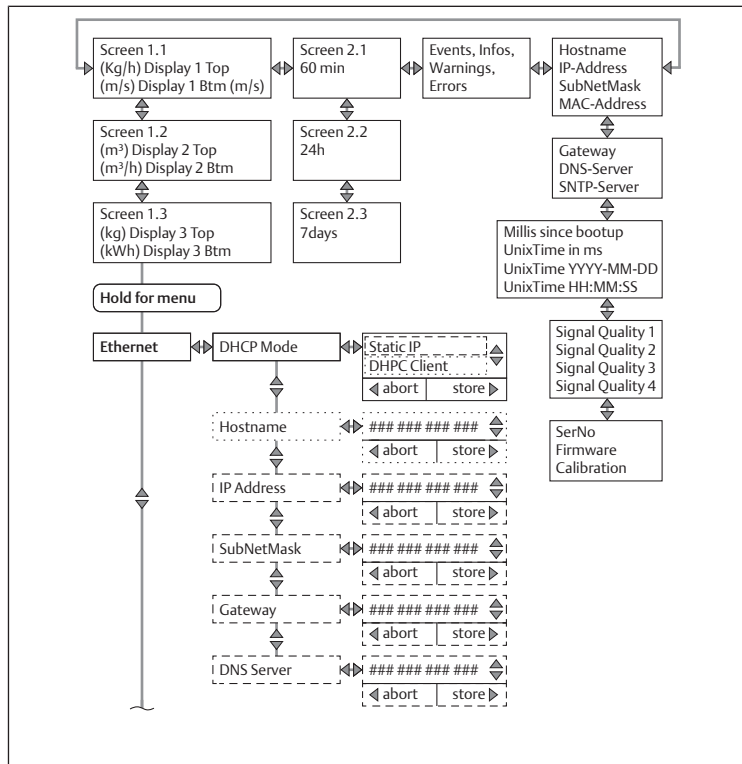 Screen 1.1
(Kg/h) Display 1 Top
(m/s) Display 1 Btm (m/s)
Screen 2.1
60 min
Events, Infos,
Warnings,
Errors
Hostname
IP-Address
SubNetMask
MAC-Address
Screen 1.2
(m³) Display 2 Top
(m³/h) Display 2 Btm
Screen 2.2
24h
Gateway
DNS-Server
SNTP-Server
Screen 1.3
(kg) Display 3 Top
(kWh) Display 3 Btm
Screen 2.3
7days
Millis since bootup
UnixTime in ms
UnixTime YYYY-MM-DD
UnixTime HH:MM:SS
Hold for menu
Signal Quality 1
Signal Quality 2
Signal Quality 3
Signal Quality 4
SerNo
Firmware
Calibration
Ethernet
DHCP Mode
Static IP
DHPC Client
abort store
Hostname
### ### ### ###
abort store
IP Address
### ### ### ###
abort store
SubNetMask
### ### ### ###
abort store
Gateway
### ### ### ###
abort store
DNS Server
### ### ### ###
abort store